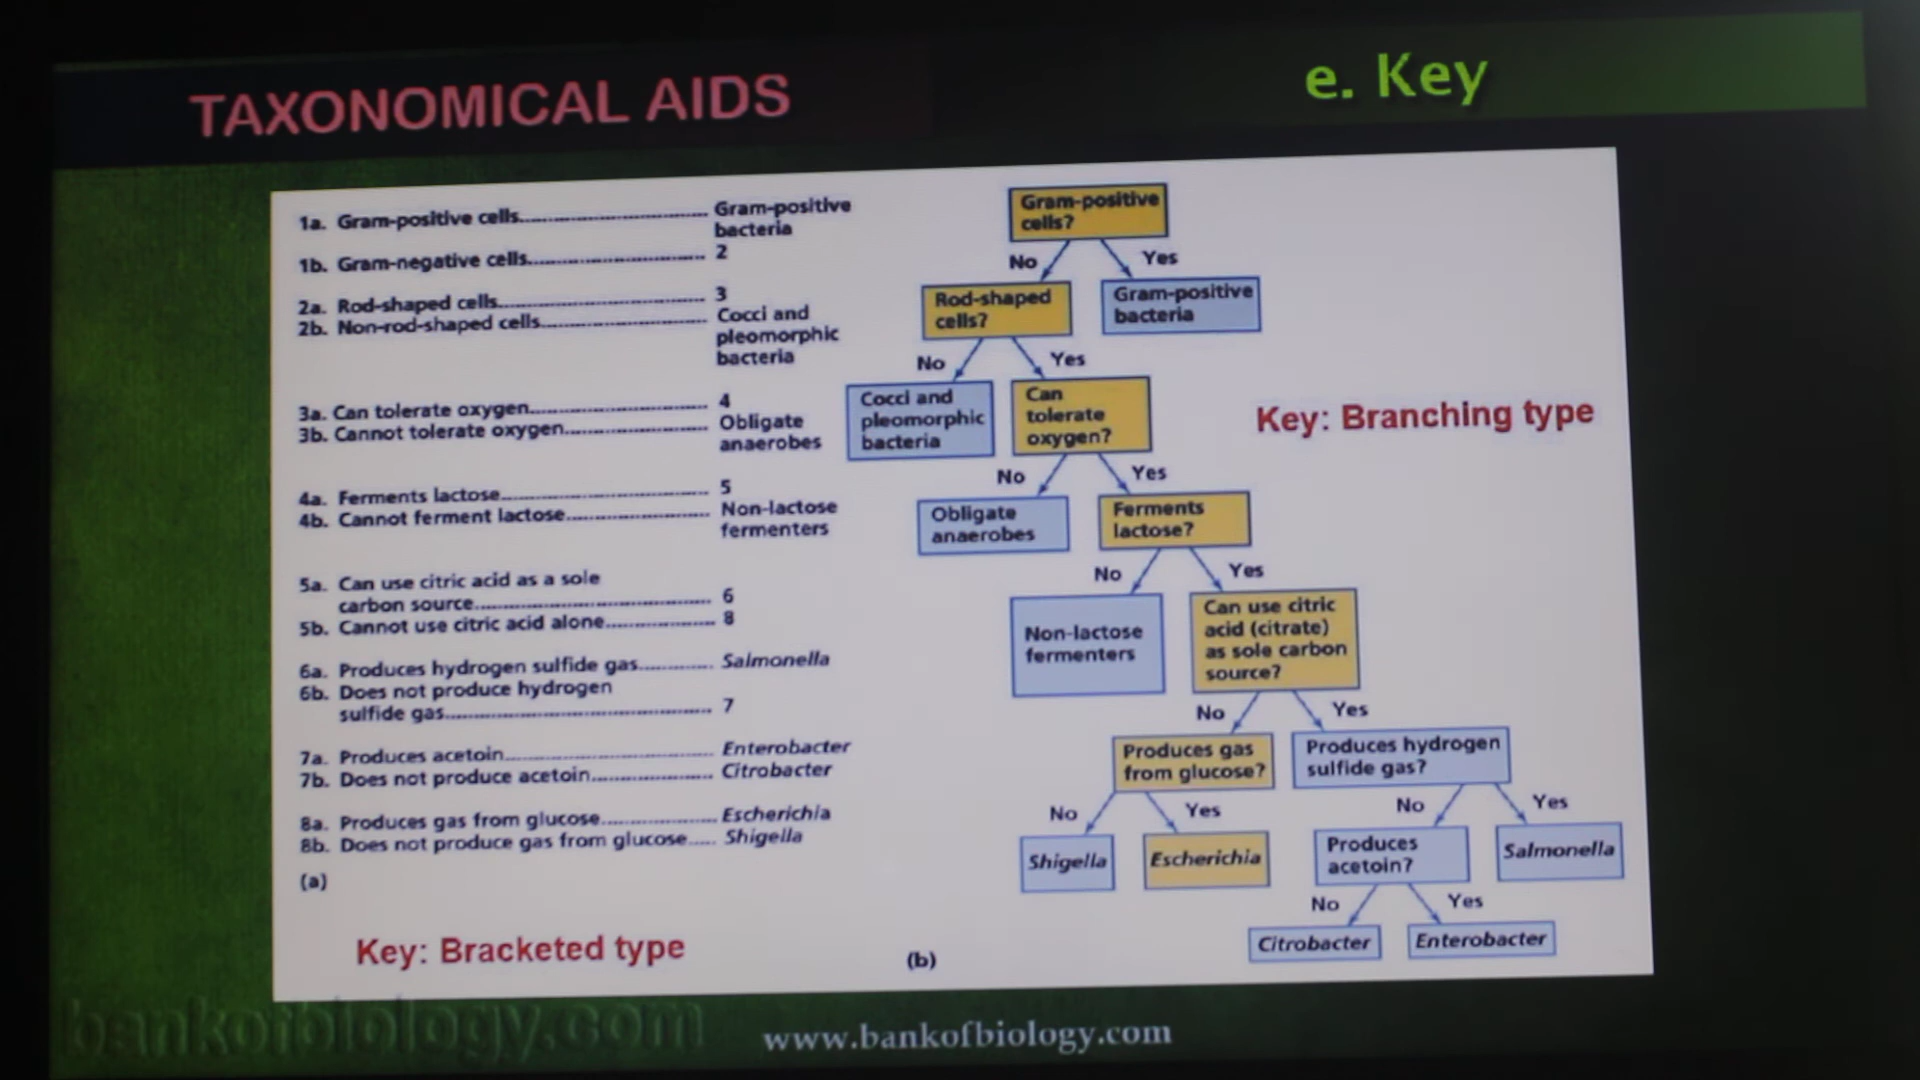 TAXONOMICAL AIDS
e. Key
1a. Gram-positive cells.......... Gram-positive
bacteria
1b. Gram-negative cells.......... 2
2a. Rod-shaped cells.......... 3
2b. Non-rod-shaped cells.......... Cocci and
pleomorphic
bacteria
3a. Can tolerate oxygen.......... 4
3b. Cannot tolerate oxygen.......... Obligate
anaerobes
4a. Ferments lactose.......... 5
4b. Cannot ferment lactose.......... Non-lactose
fermenters
5a. Can use citric acid as a sole
carbon source.......... 6
5b. Cannot use citric acid alone.......... 8
6a. Produces hydrogen sulfide gas.......... Salmonella
6b. Does not produce hydrogen
sulfide gas.......... 7
7a. Produces acetoin.......... Enterobacter
7b. Does not produce acetoin.......... Citrobacter
8a. Produces gas from glucose.......... Escherichia
8b. Does not produce gas from glucose..... Shigella
(a)
Key: Bracketed type
Gram-positive
cells?
No
Yes
Rod-shaped
cells?
Gram-positive
bacteria
No
Yes
Cocci and
pleomorphic
bacteria
Can
tolerate
oxygen?
Key: Branching type
No
Yes
Obligate
anaerobes
Ferments
lactose?
No
Yes
Non-lactose
fermenters
Can use citric
acid (citrate)
as sole carbon
source?
No
Yes
Produces gas
from glucose?
Produces hydrogen
sulfide gas?
No
Yes
No
Yes
Shigella
Escherichia
Produces
acetoin?
Salmonella
No
Yes
Citrobacter
Enterobacter
(b)
bankofbiology.com
www.bankofbiology.com